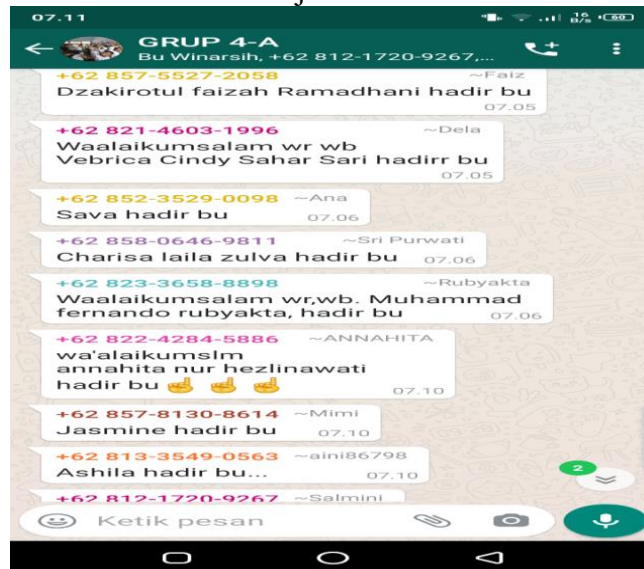 07.11
16 B/s 60
GRUP 4-A
Bu Winarsih, +62 812-1720-9267,...
+62 857-5527-2058 ~Faiz
Dzakirotul faizah Ramadhani hadir bu
07.05
+62 821-4603-1996 ~Dela
Waalaikumsalam wr wb
Vebrica Cindy Sahar Sari hadirr bu
07.05
+62 852-3529-0098 ~Ana
Sava hadir bu 07.06
+62 858-0646-9811 ~Sri Purwati
Charisa laila zulva hadir bu 07.06
+62 823-3658-8898 ~Rubyakta
Waalaikumsalam wr,wb. Muhammad
fernando rubyakta, hadir bu 07.06
+62 822-4284-5886 ~ANNAHITA
wa'alaikumslm
annahita nur hezlinawati
hadir bu ☝️ ☝️ ☝️ 07.10
+62 857-8130-8614 ~Mimi
Jasmine hadir bu 07.10
+62 813-3549-0563 ~aini86798
Ashila hadir bu... 07.10
2
+62 812-1720-9267 ~Salmini
Ketik pesan